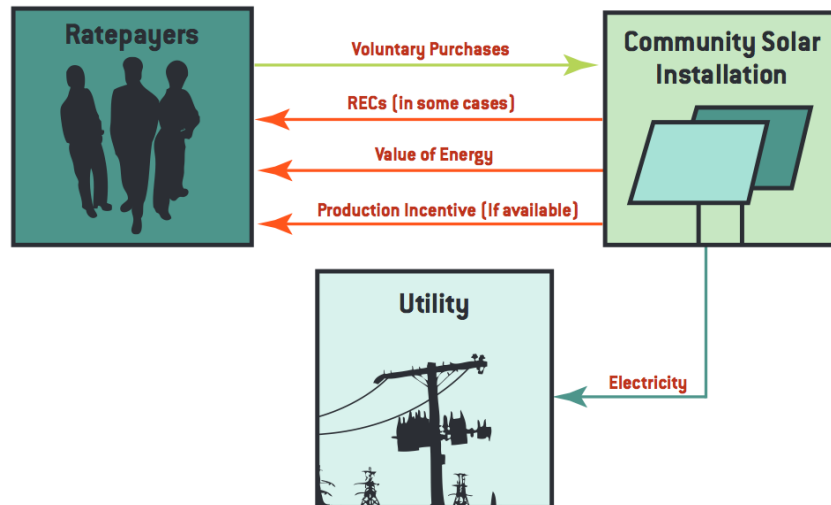 Ratepayers
Voluntary Purchases
Community Solar
Installation
RECs (in some cases)
Value of Energy
Production Incentive (If available)
Utility
Electricity